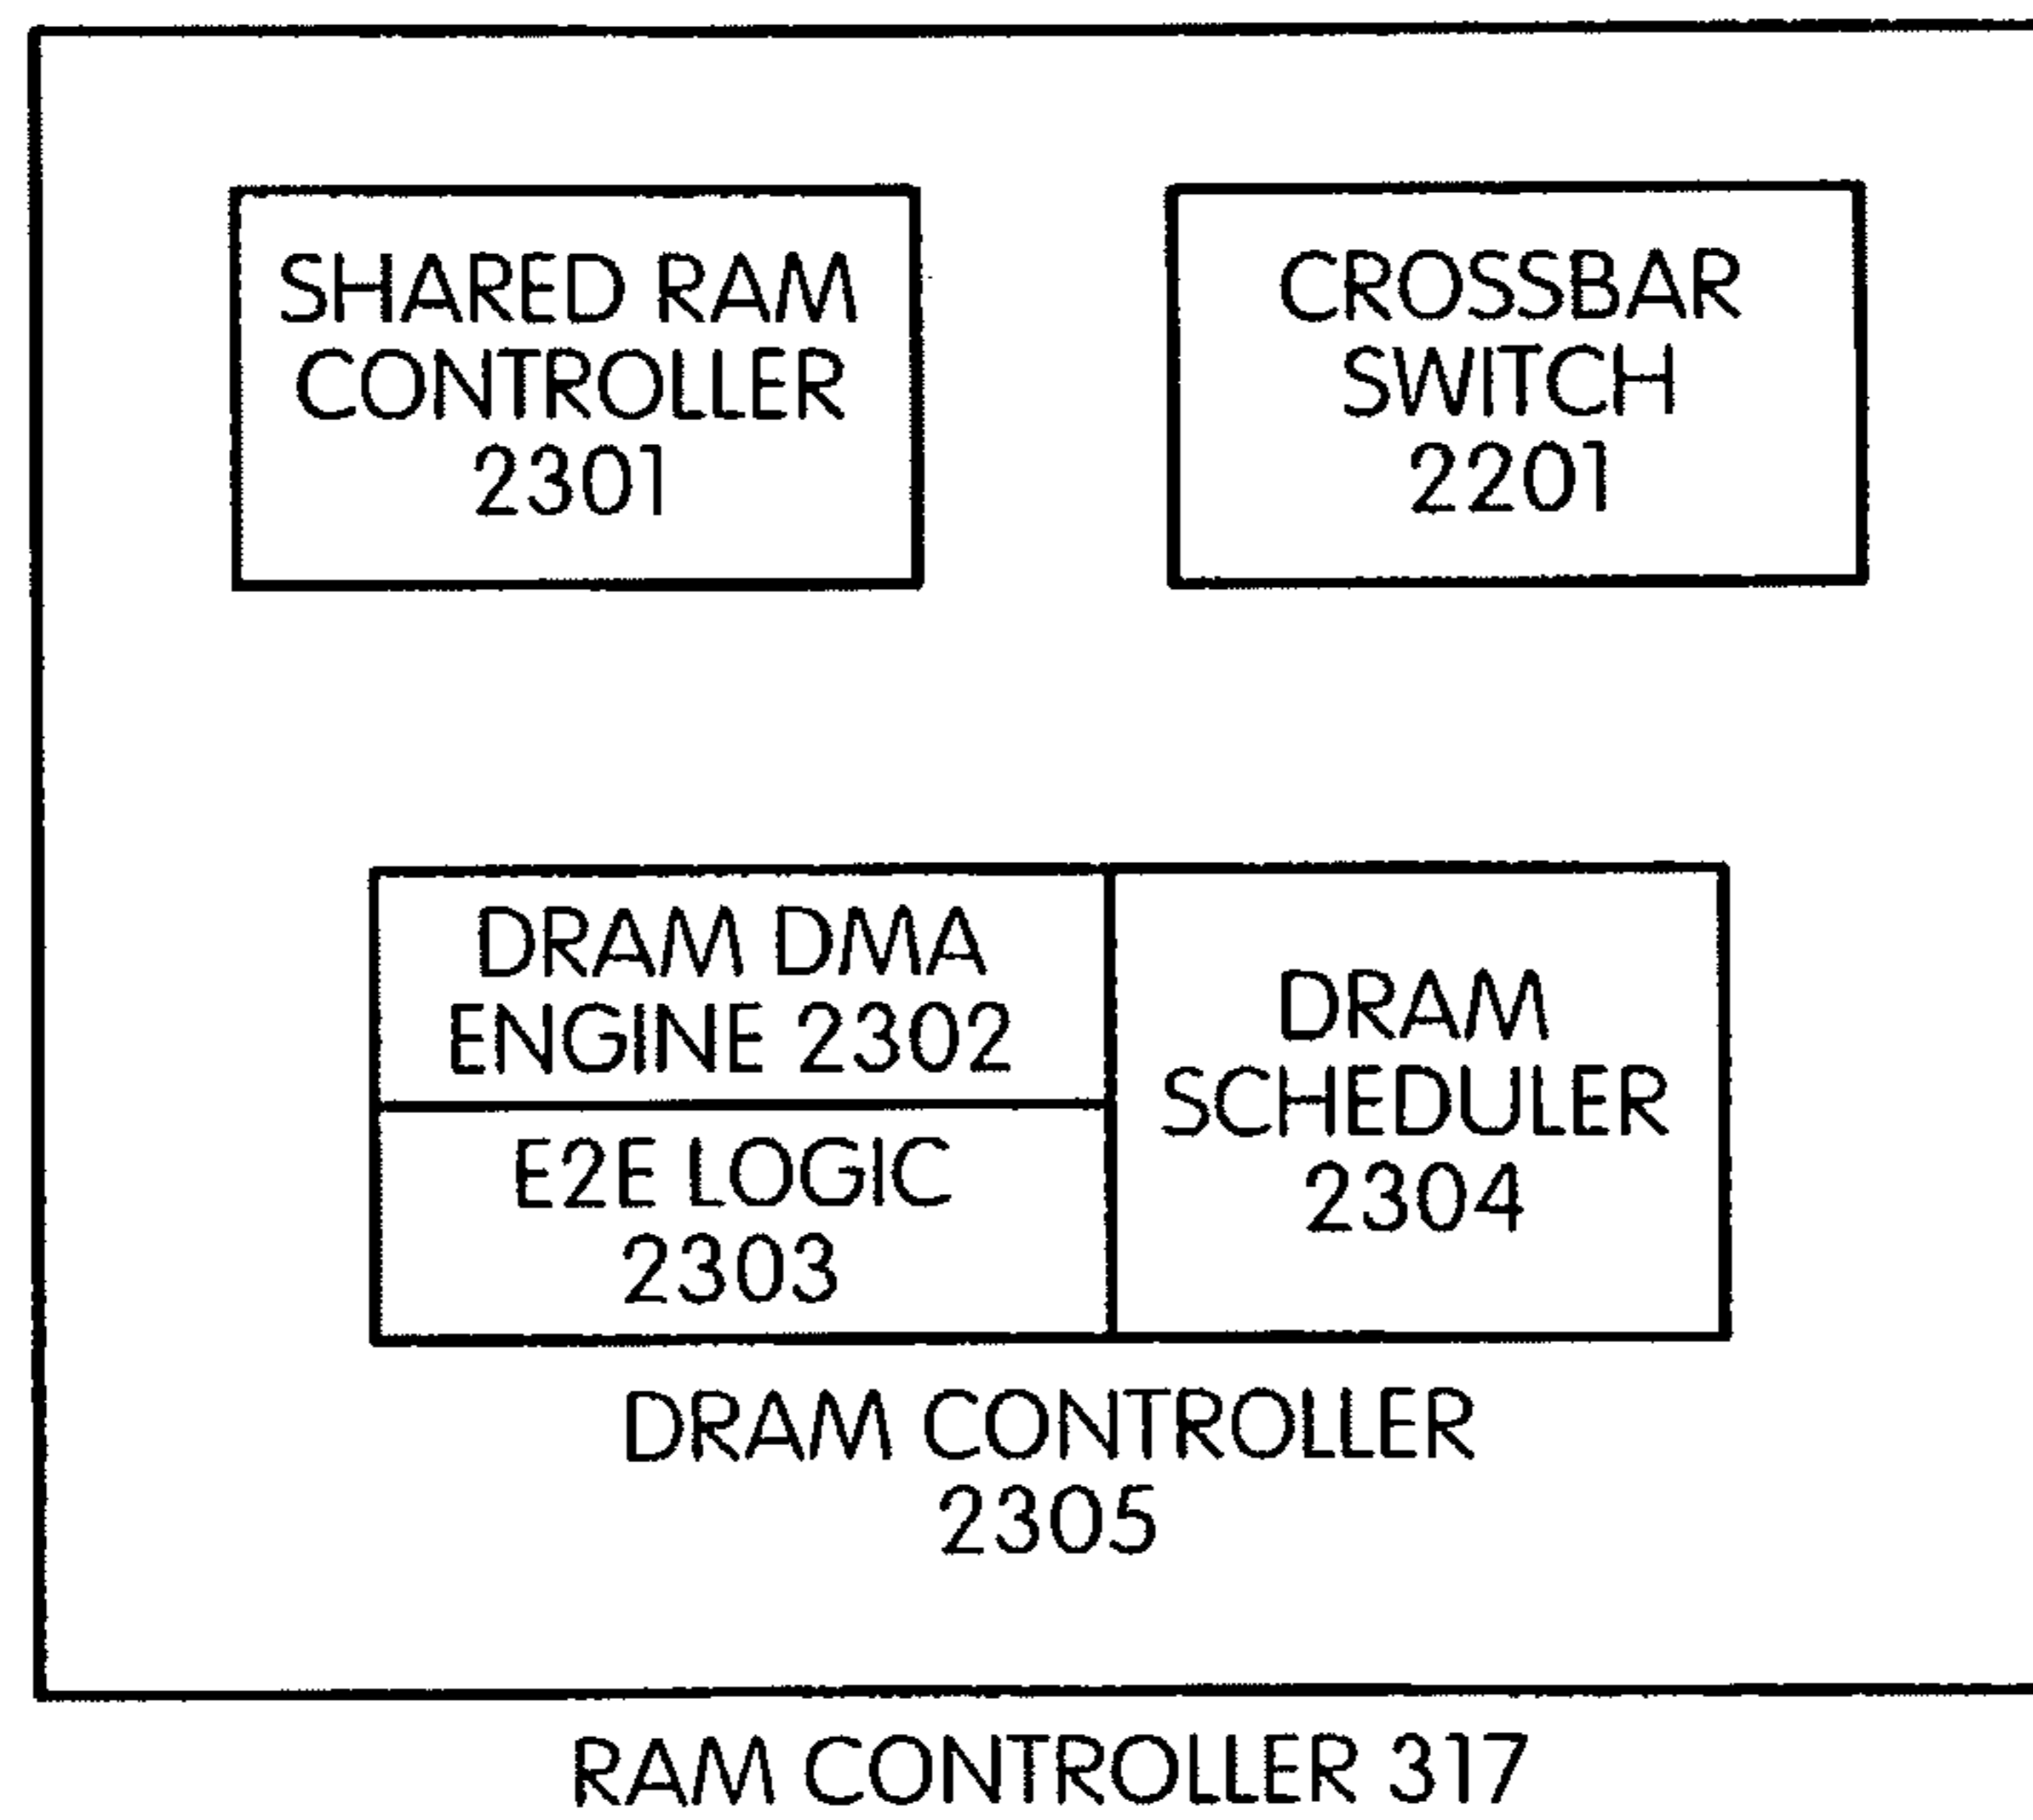 SHARED RAM
CONTROLLER
2301
CROSSBAR
SWITCH
2201
DRAM DMA
ENGINE 2302
E2E LOGIC
2303
DRAM
SCHEDULER
2304
DRAM CONTROLLER
2305
RAM CONTROLLER 317